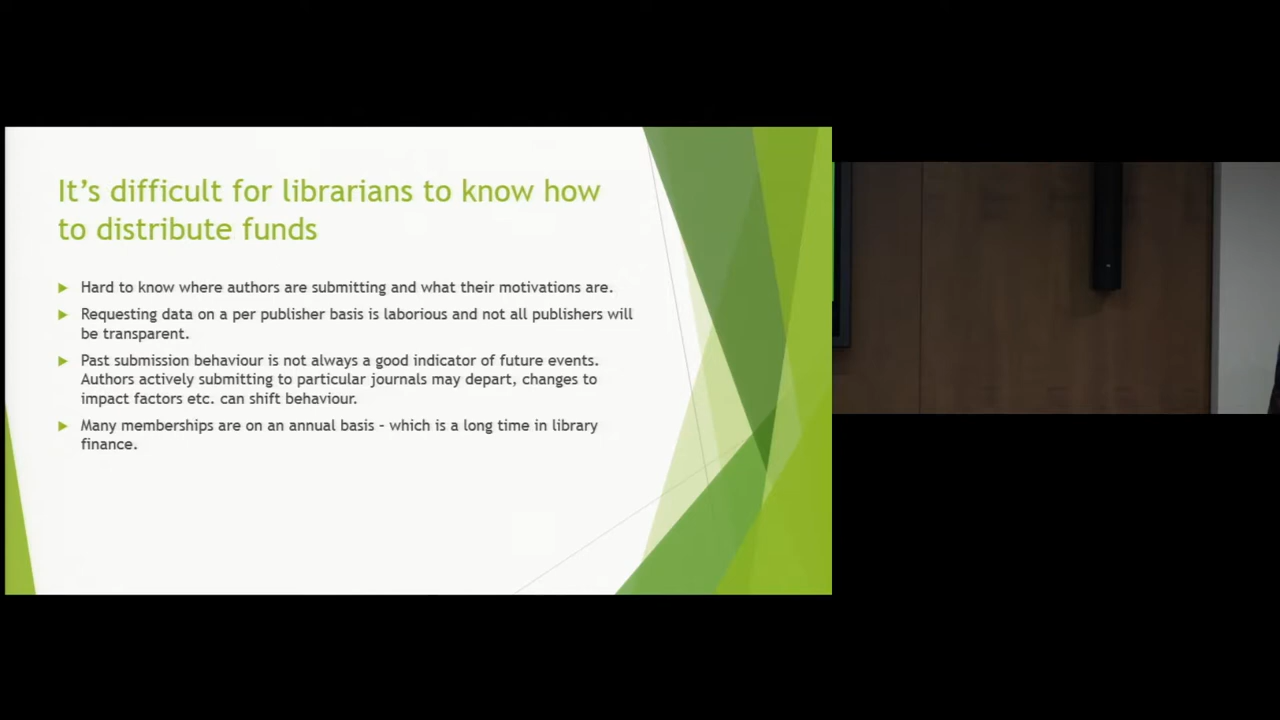 It's difficult for librarians to know how
to distribute funds
Hard to know where authors are submitting and what their motivations are.
Requesting data on a per publisher basis is laborious and not all publishers will
be transparent.
Past submission behaviour is not always a good indicator of future events.
Authors actively submitting to particular journals may depart, changes to
impact factors etc. can shift behaviour.
Many memberships are on an annual basis – which is a long time in library
finance.